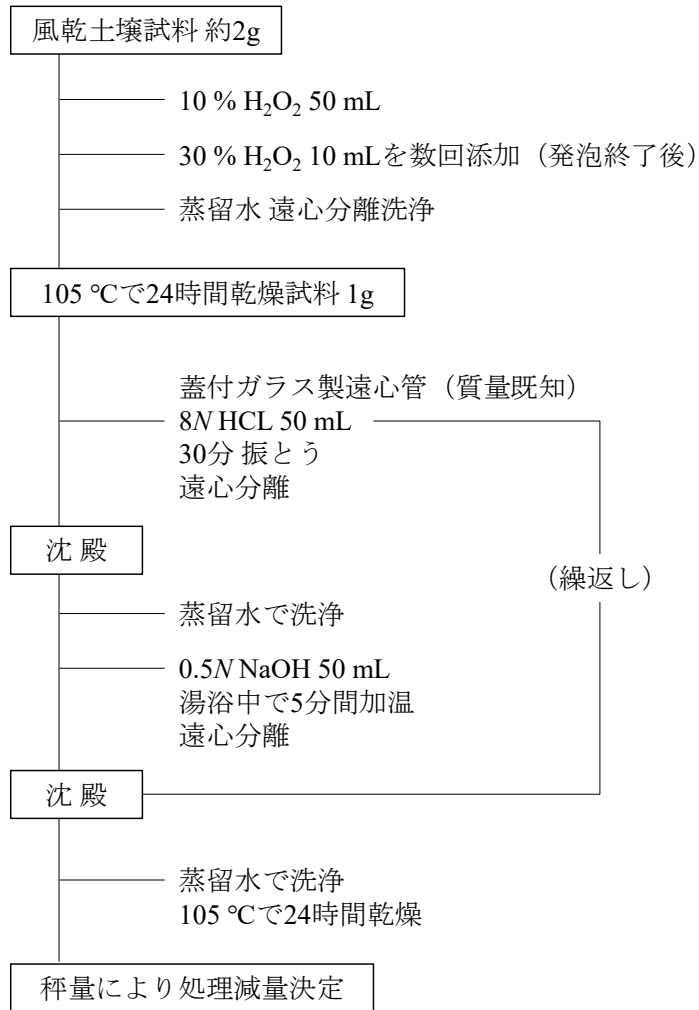 風乾土壌試料 約2g
10 % H₂O₂ 50 mL
30 % H₂O₂ 10 mLを数回添加（発泡終了後）
蒸留水 遠心分離洗浄
105 ℃で24時間乾燥試料 1g
蓋付ガラス製遠心管（質量既知）
8N HCL 50 mL
30分 振とう
遠心分離
沈 殿
（繰返し）
蒸留水で洗浄
0.5N NaOH 50 mL
湯浴中で5分間加温
遠心分離
沈 殿
蒸留水で洗浄
105 ℃で24時間乾燥
秤量により処理減量決定